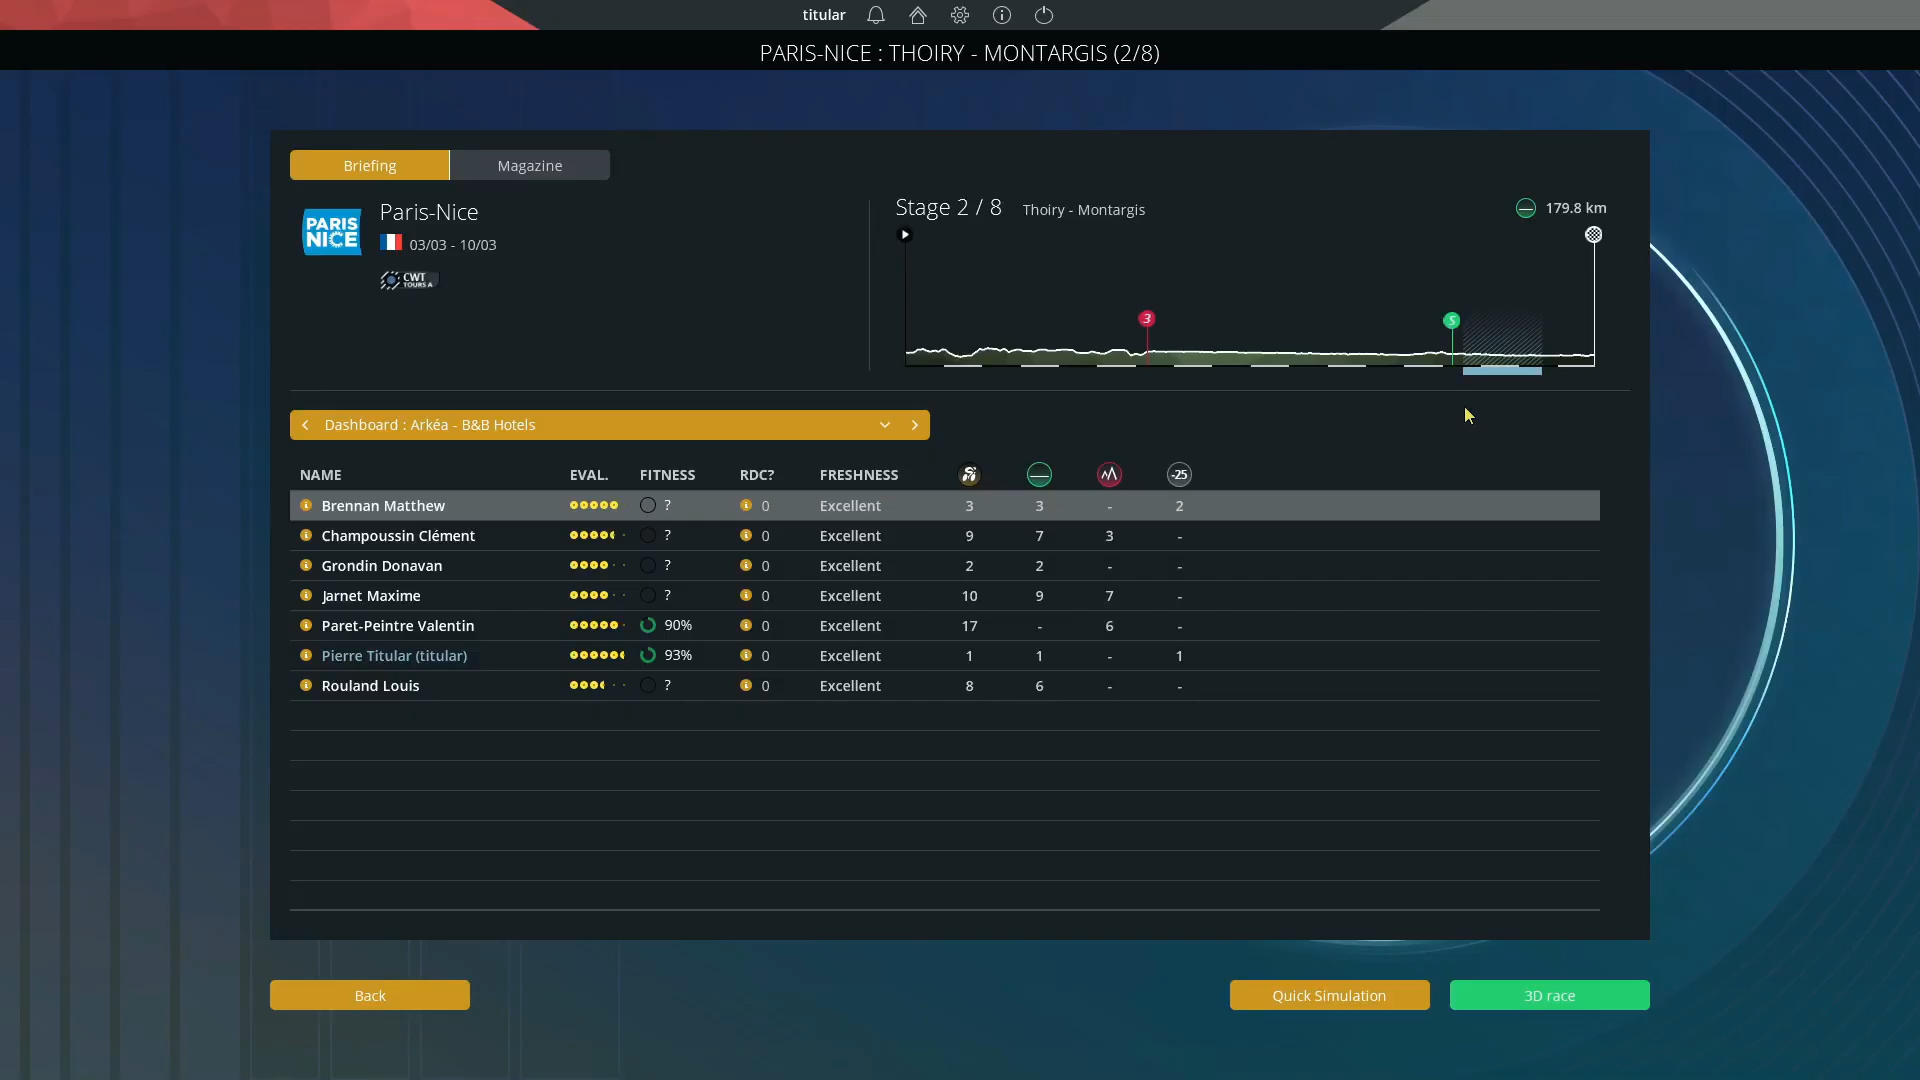 titular
PARIS-NICE : THOIRY - MONTARGIS (2/8)
Briefing
Magazine
PARIS
NICE
Paris-Nice
03/03 - 10/03
CWT
TOURS A
Stage 2 / 8
Thoiry - Montargis
179.8 km
3
S
Dashboard : Arkéa - B&B Hotels
NAME EVAL. FITNESS RDC? FRESHNESS -25
Brennan Matthew ? 0 Excellent 3 3 - 2
Champoussin Clément ? 0 Excellent 9 7 3 -
Grondin Donavan ? 0 Excellent 2 2 - -
Jarnet Maxime ? 0 Excellent 10 9 7 -
Paret-Peintre Valentin 90% 0 Excellent 17 - 6 -
Pierre Titular (titular) 93% 0 Excellent 1 1 - 1
Rouland Louis ? 0 Excellent 8 6 - -
Back
Quick Simulation
3D race